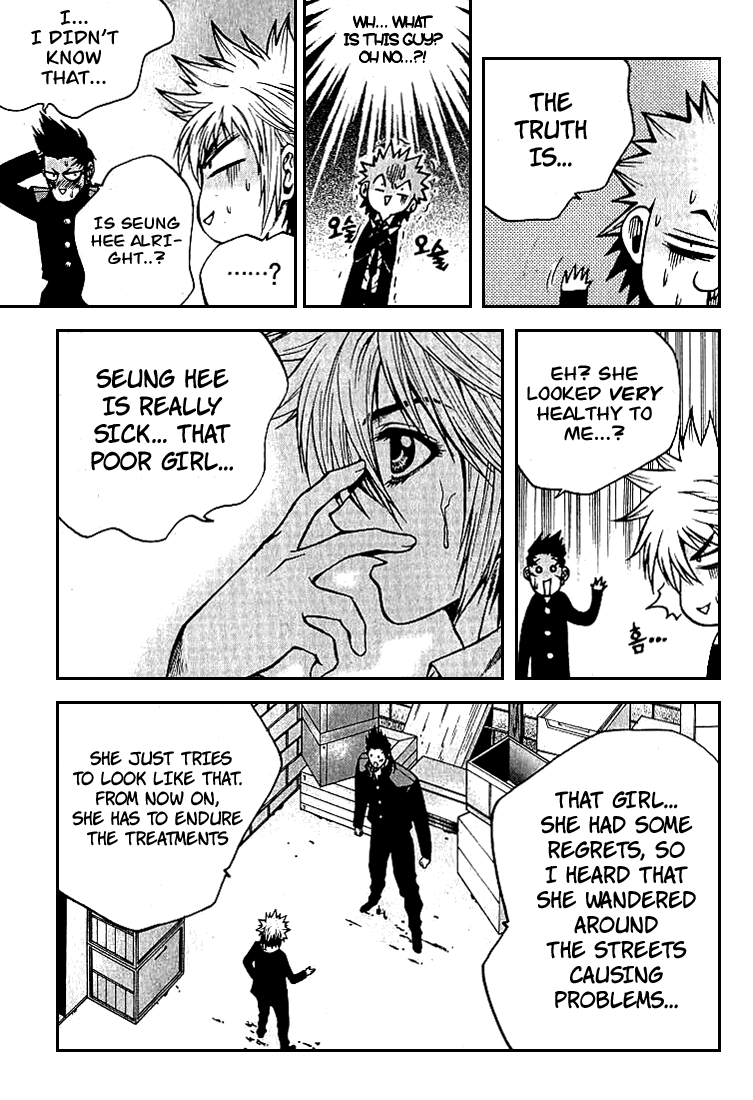 I...
I DIDN'T
KNOW
THAT...
IS SEUNG
HEE ALRI-
GHT..?
......?
WH... WHAT
IS THIS GUY?
OH NO...?!
오솔 오솔
THE
TRUTH
IS...
SEUNG HEE
IS REALLY
SICK... THAT
POOR GIRL...
EH? SHE
LOOKED VERY
HEALTHY TO
ME...?
홈...
SHE JUST TRIES
TO LOOK LIKE THAT.
FROM NOW ON,
SHE HAS TO ENDURE
THE TREATMENTS
THAT GIRL...
SHE HAD SOME
REGRETS, SO
I HEARD THAT
SHE WANDERED
AROUND
THE STREETS
CAUSING
PROBLEMS...